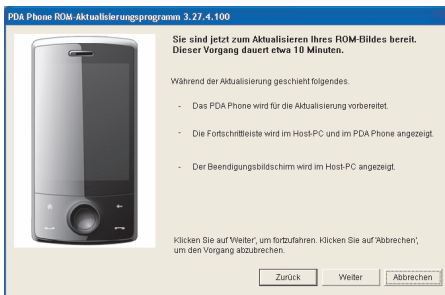 PDA Phone ROM-Aktualisierungsprogramm 3.27.4.100
Sie sind jetzt zum Aktualisieren Ihres ROM-Bildes bereit.
Dieser Vorgang dauert etwa 10 Minuten.
Während der Aktualisierung geschieht folgendes.
- Das PDA Phone wird für die Aktualisierung vorbereitet.
- Die Fortschrittleiste wird im Host-PC und im PDA Phone angezeigt.
- Der Beendigungsbildschirm wird im Host-PC angezeigt.
Klicken Sie auf 'Weiter', um fortzufahren. Klicken Sie auf 'Abbrechen',
um den Vorgang abzubrechen.
Zurück Weiter Abbrechen